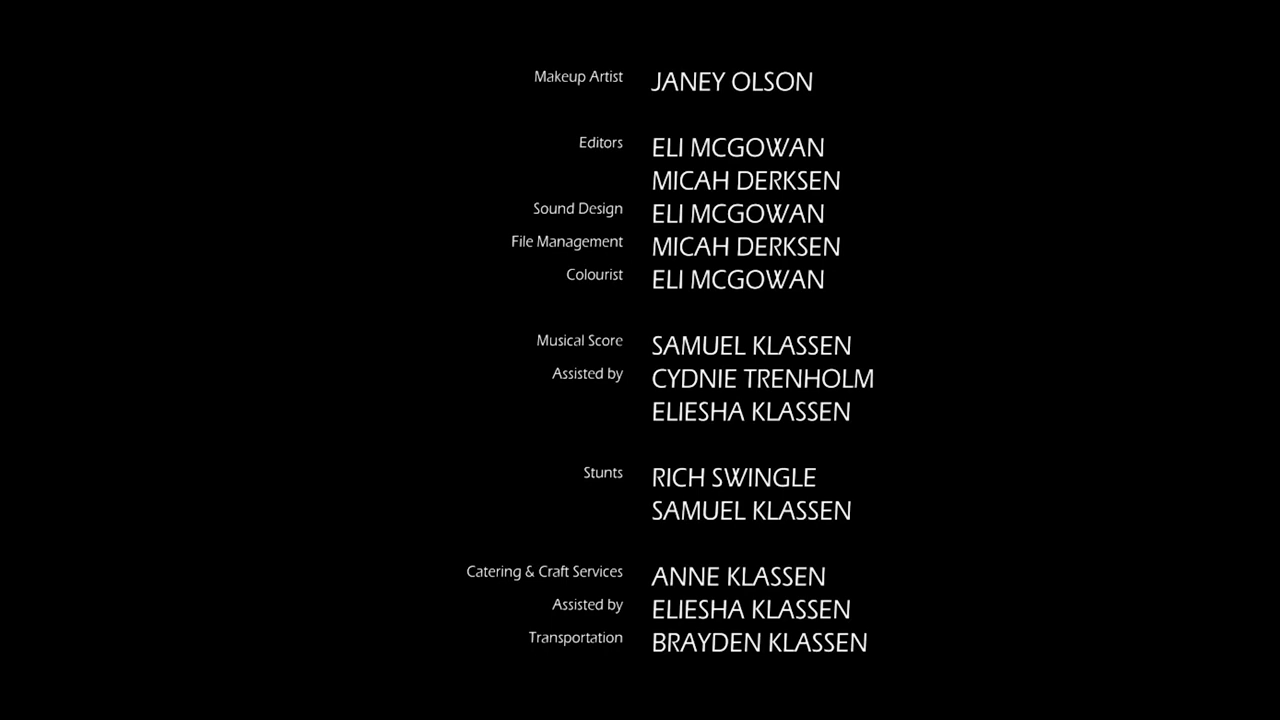 Makeup Artist JANEY OLSON
Editors ELI MCGOWAN
MICAH DERKSEN
Sound Design ELI MCGOWAN
File Management MICAH DERKSEN
Colourist ELI MCGOWAN
Musical Score SAMUEL KLASSEN
Assisted by CYDNIE TRENHOLM
ELIESHA KLASSEN
Stunts RICH SWINGLE
SAMUEL KLASSEN
Catering & Craft Services ANNE KLASSEN
Assisted by ELIESHA KLASSEN
Transportation BRAYDEN KLASSEN